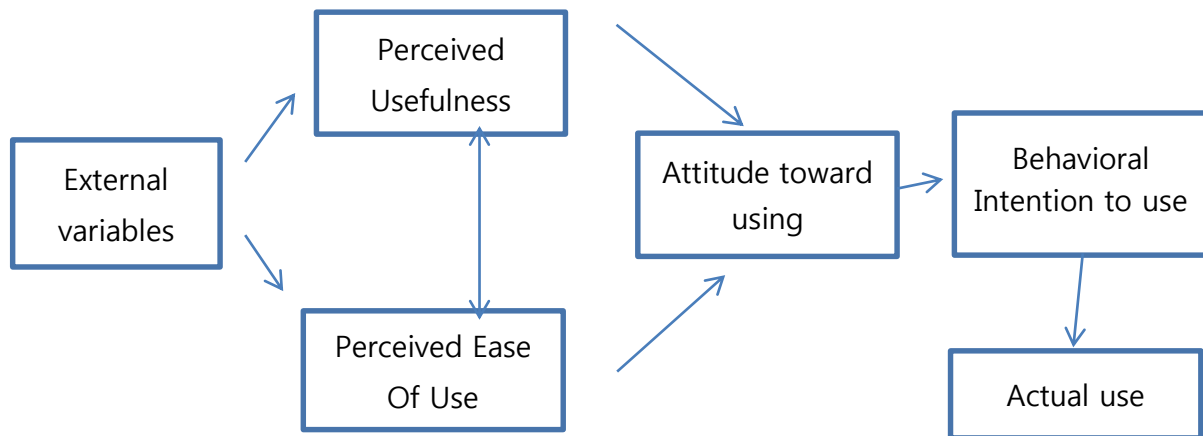 External
variables
Perceived
Usefulness
Perceived Ease
Of Use
Attitude toward
using
Behavioral
Intention to use
Actual use